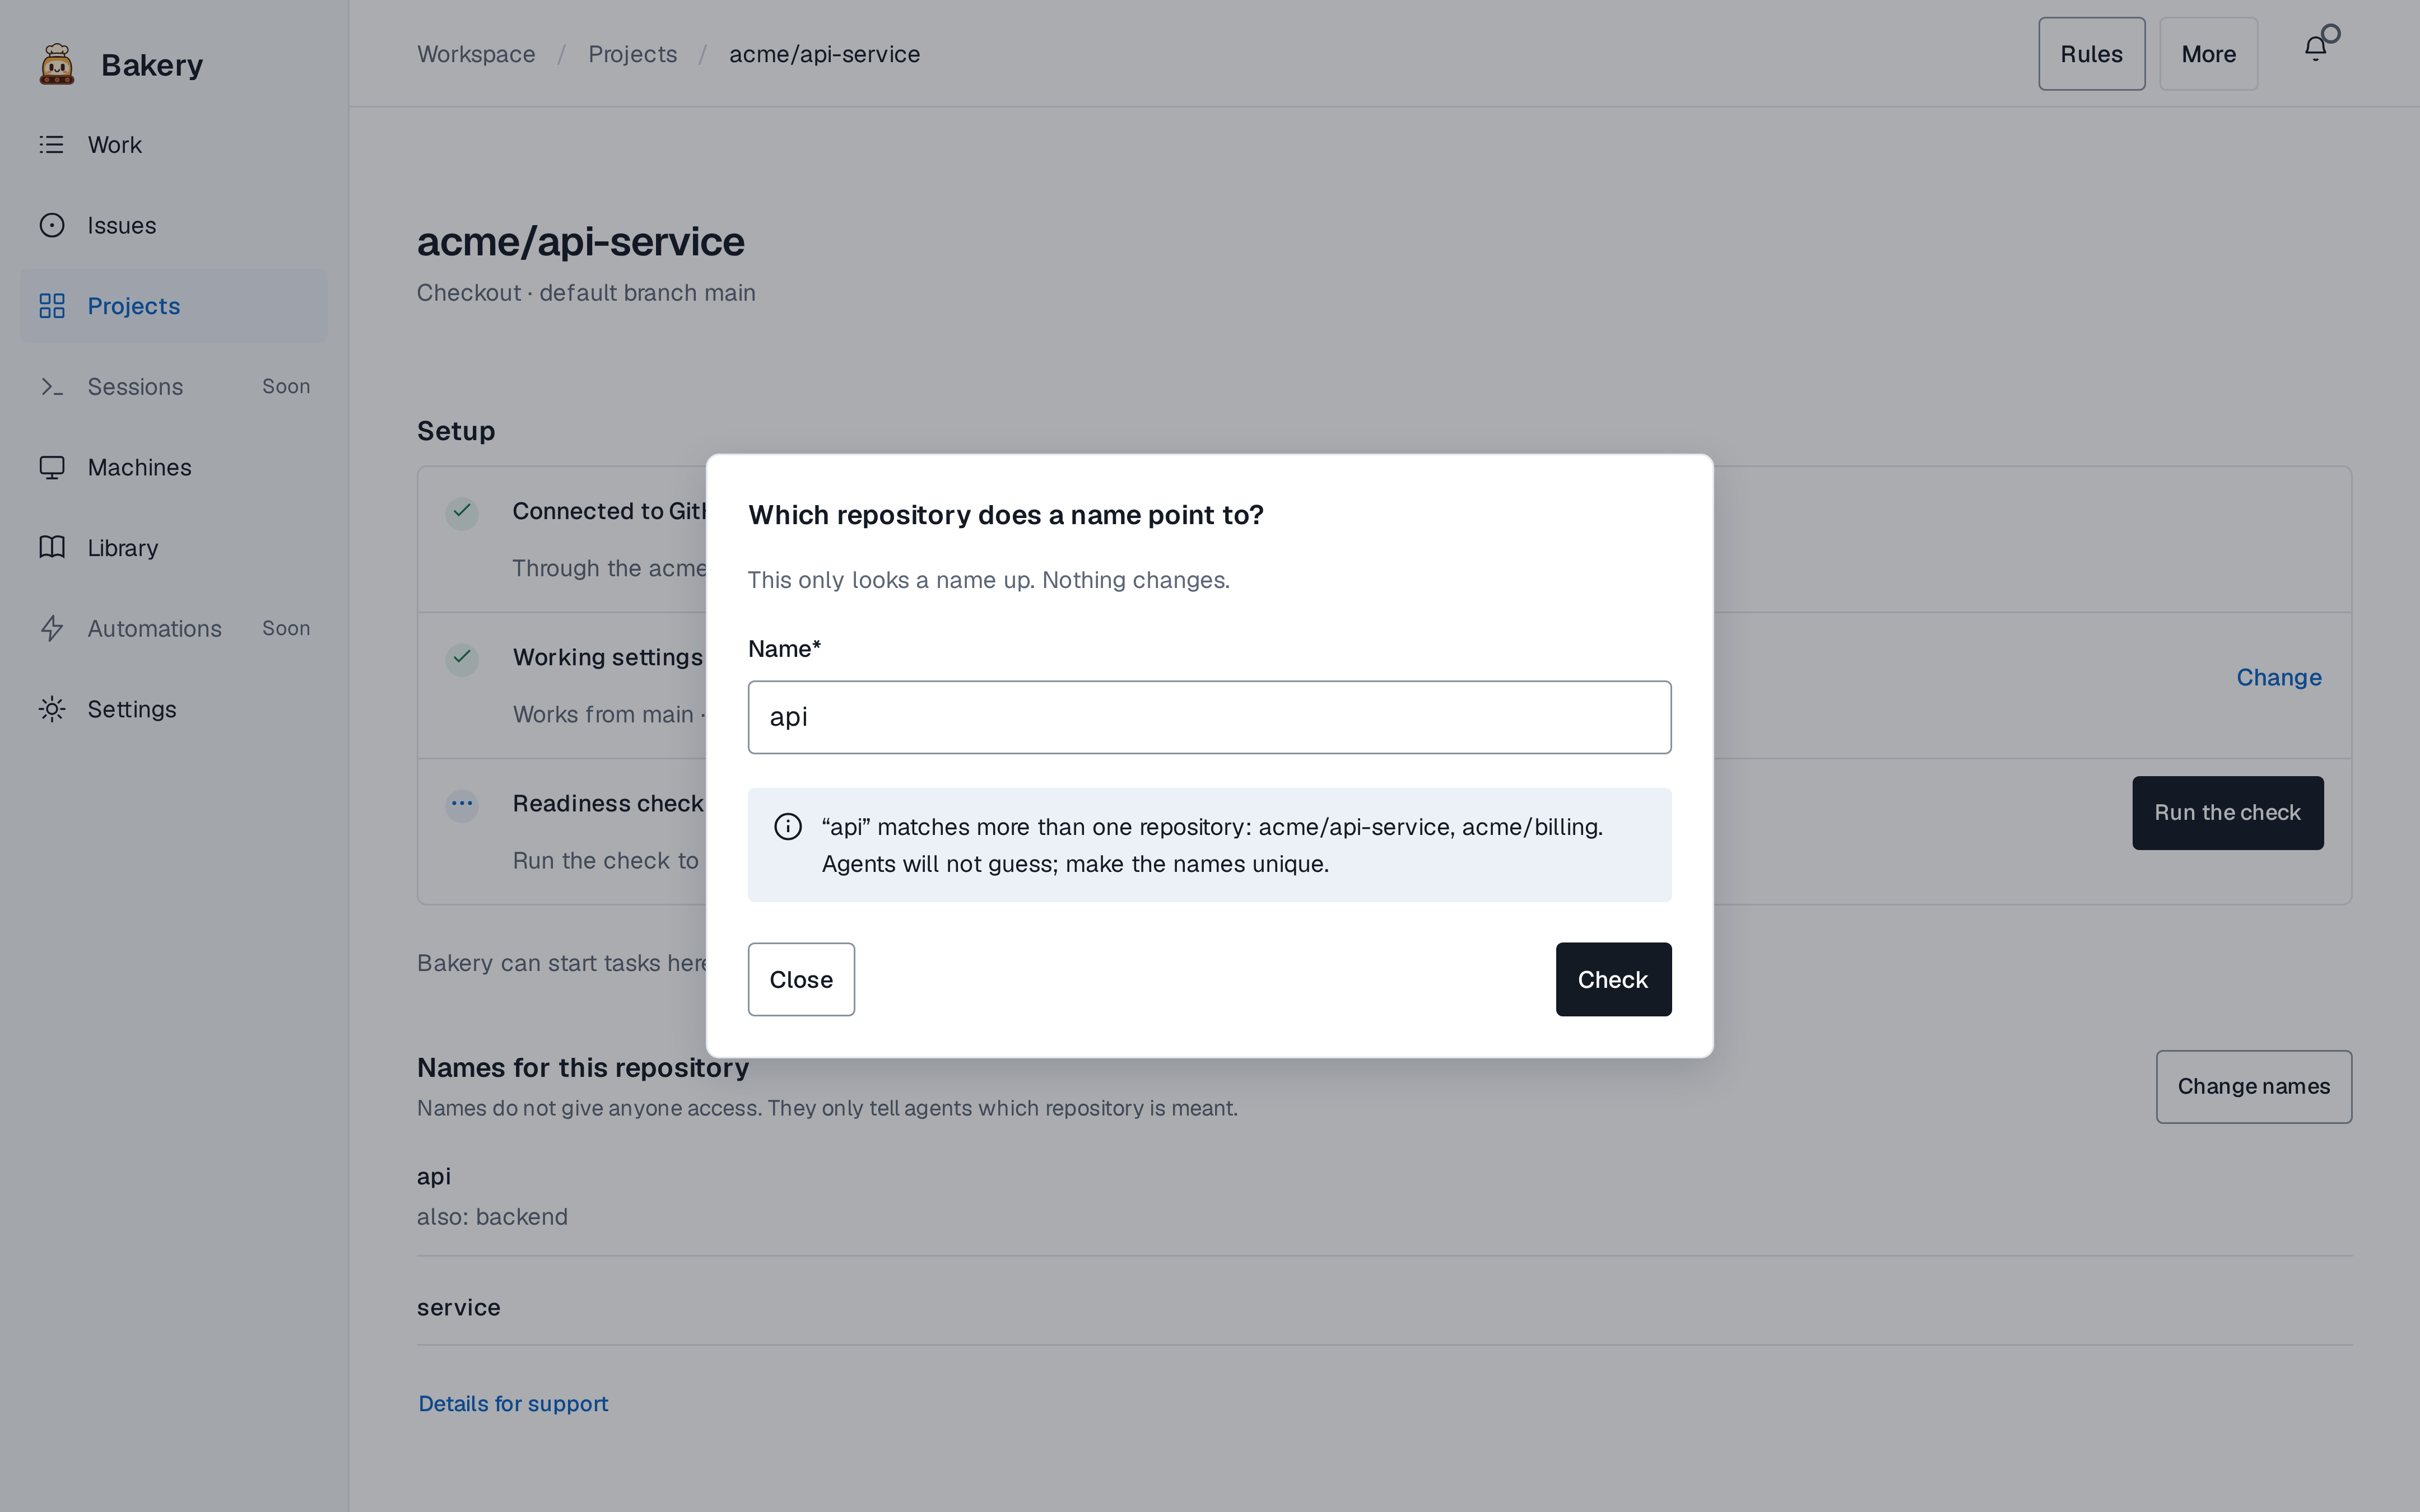 Bakery
Work
Issues
Projects
Sessions Soon
Machines
Library
Automations Soon
Settings
Workspace / Projects / acme/api-service
Rules
More
acme/api-service
Checkout · default branch main
Setup
Connected to
Through the acme
Working settings
Works from main ·
Change
Readiness check
Run the check to
Run the check
Bakery can start tasks here
Which repository does a name point to?
This only looks a name up. Nothing changes.
Name*
api
“api” matches more than one repository: acme/api-service, acme/billing.
Agents will not guess; make the names unique.
Close
Check
Names for this repository
Names do not give anyone access. They only tell agents which repository is meant.
Change names
api
also: backend
service
Details for support